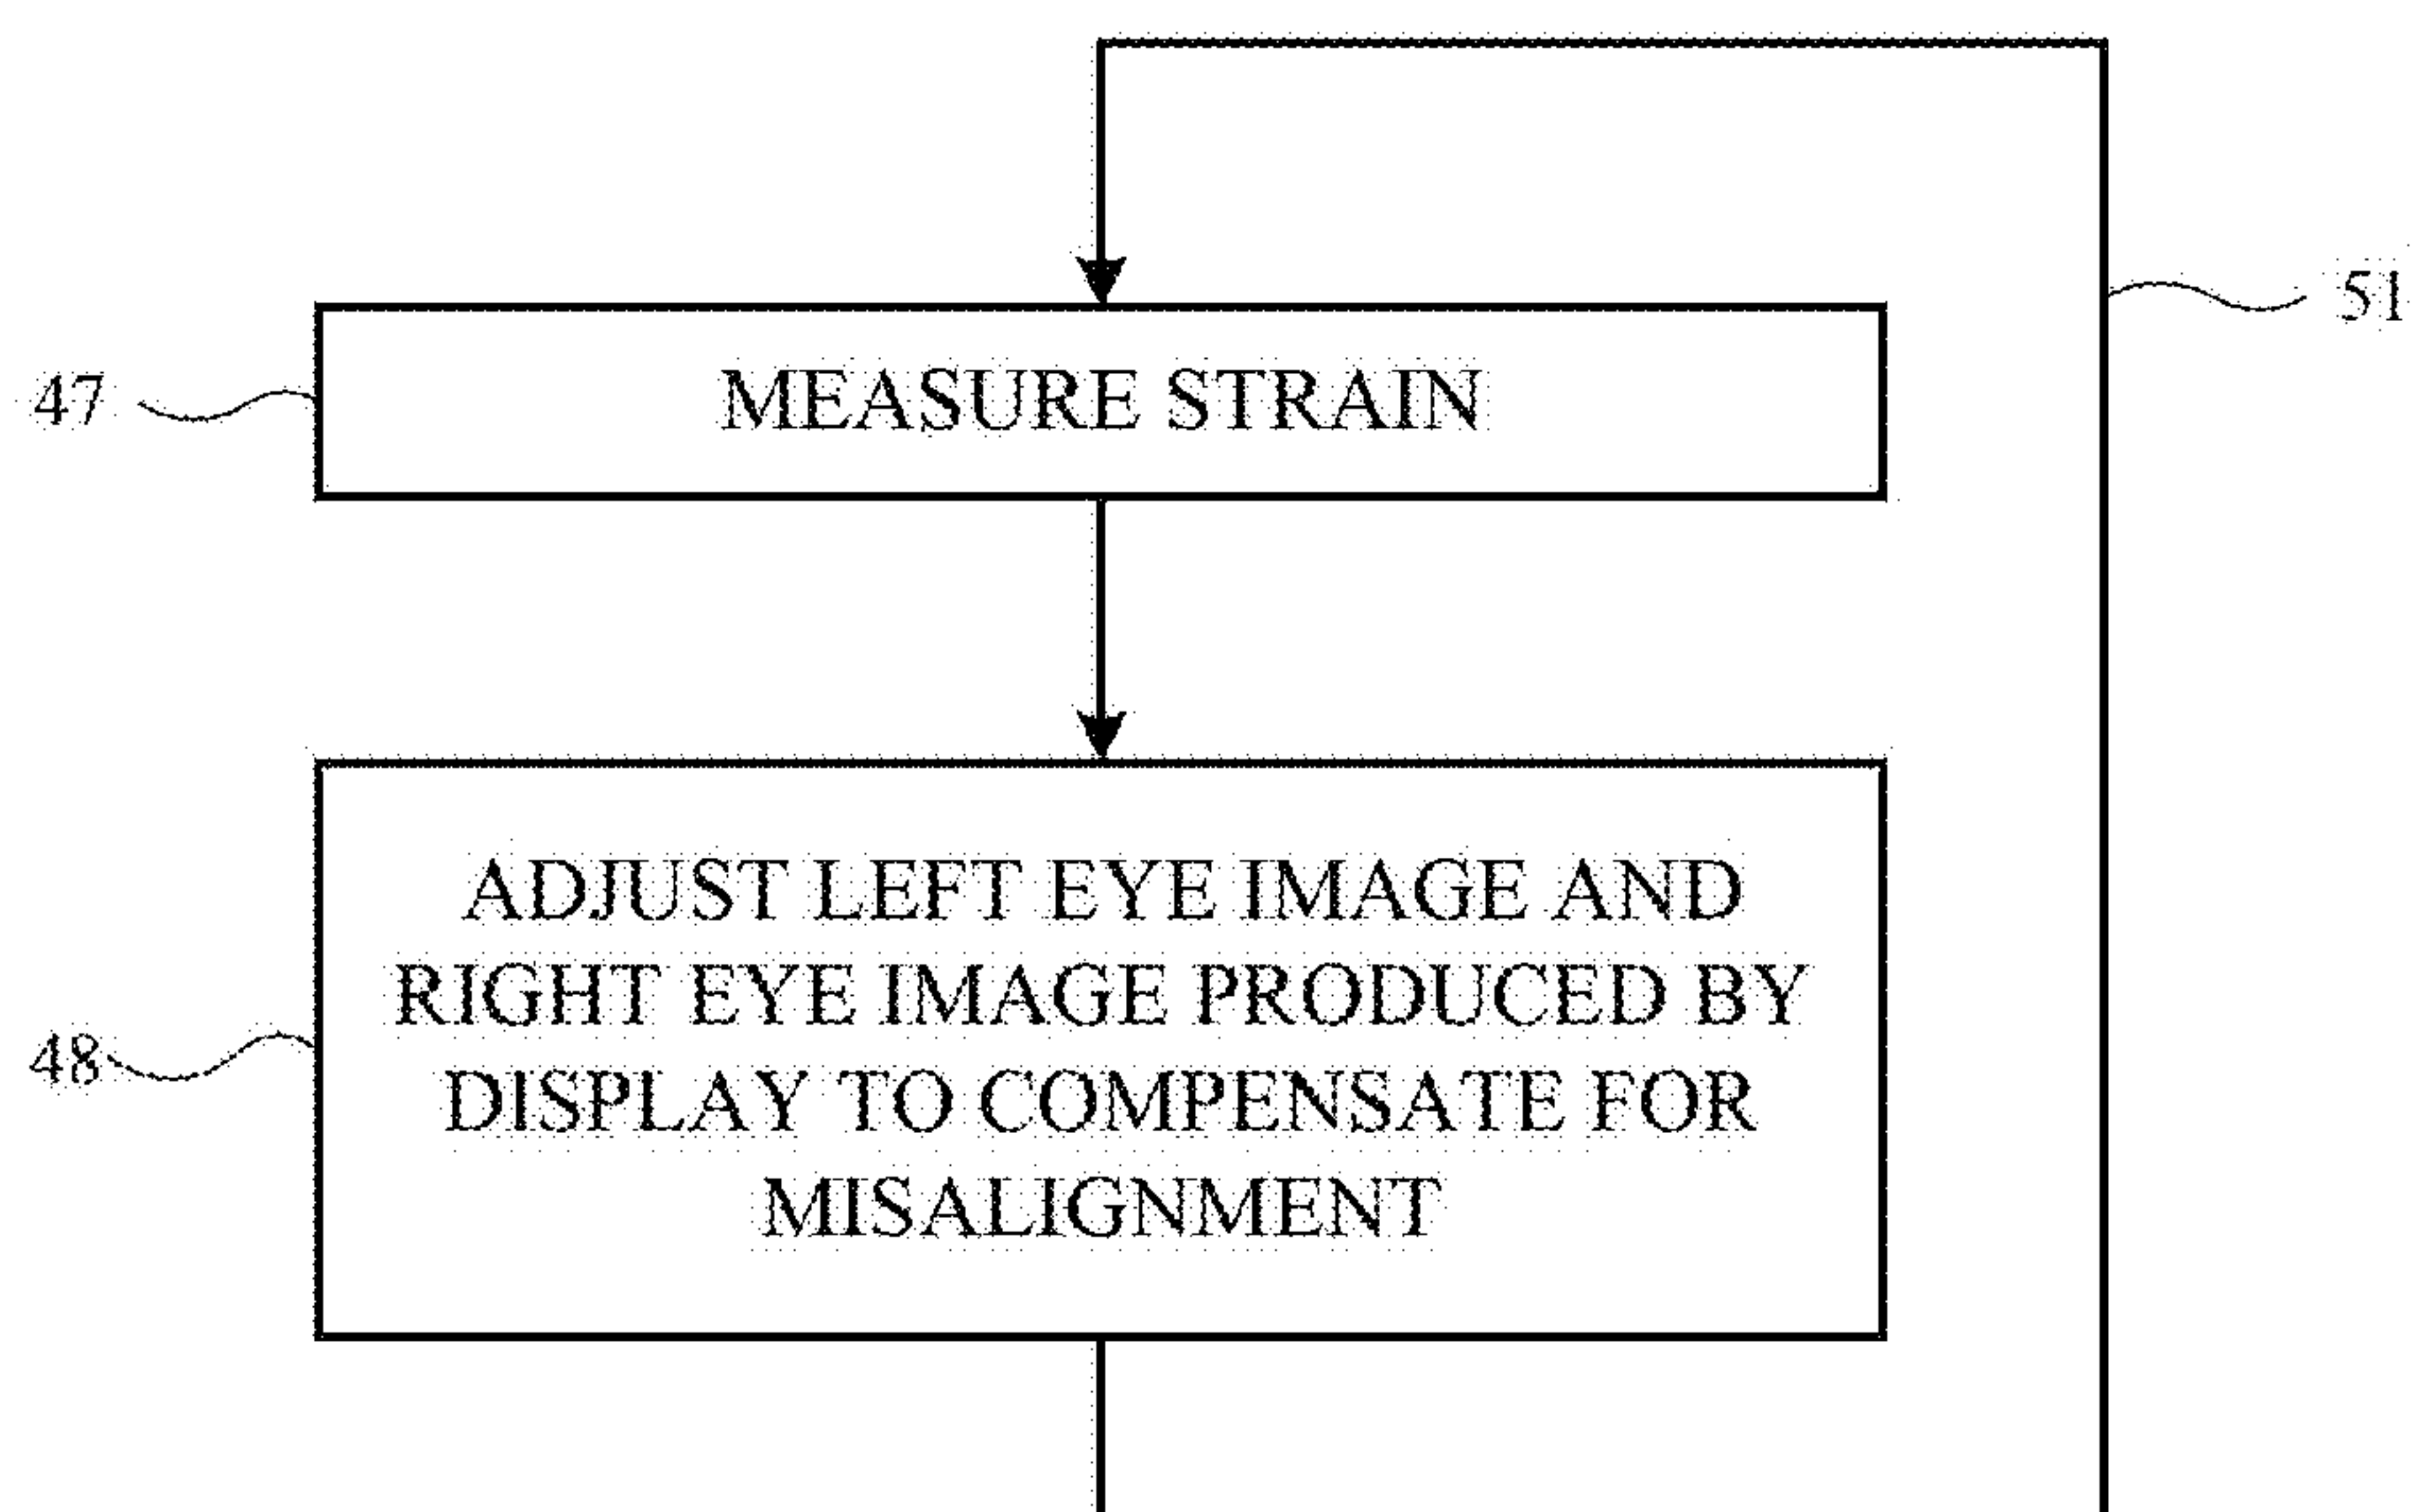 51
47
MEASURE STRAIN
48
ADJUST LEFT EYE IMAGE AND
RIGHT EYE IMAGE PRODUCED BY
DISPLAY TO COMPENSATE FOR
MISALIGNMENT